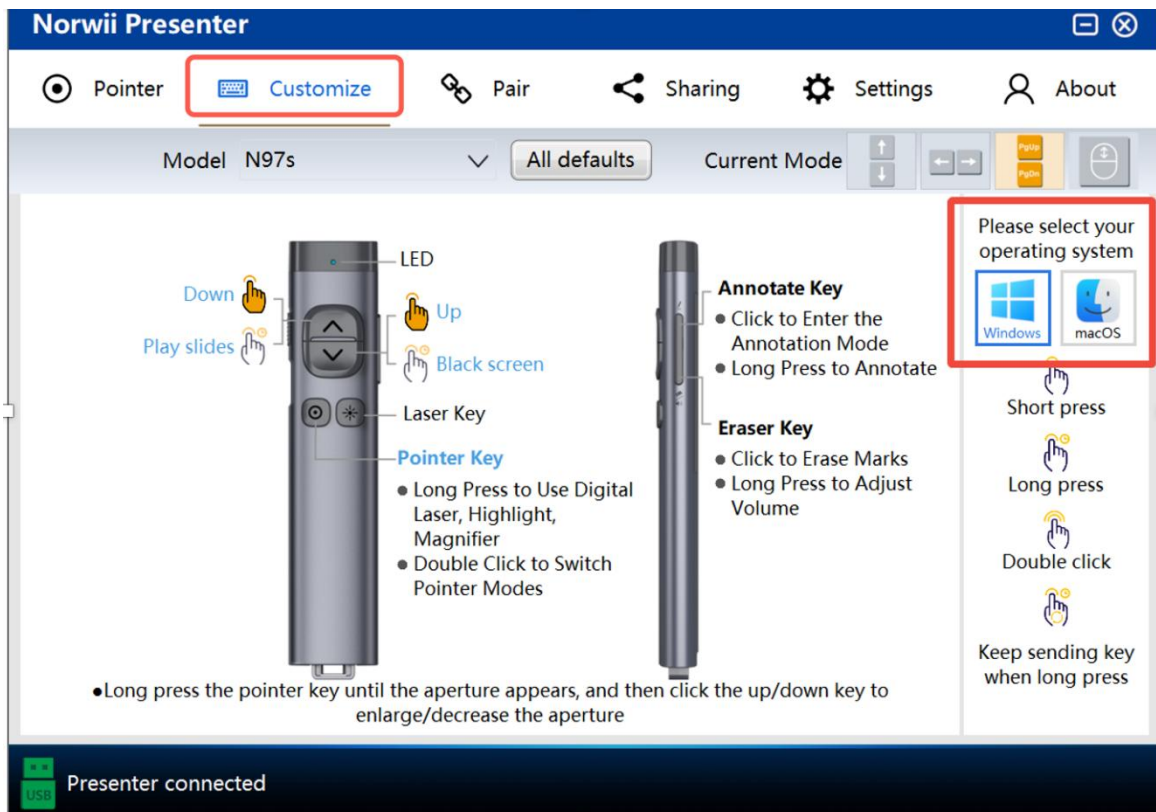 Norwii Presenter
Pointer
Customize
Pair
Sharing
Settings
About
Model N97s
All defaults
Current Mode
PgUp
PgDn
LED
Down
Up
Play slides
Black screen
Laser Key
Pointer Key
●Long Press to Use Digital
Laser, Highlight,
Magnifier
●Double Click to Switch
Pointer Modes
Annotate Key
●Click to Enter the
Annotation Mode
●Long Press to Annotate
Eraser Key
●Click to Erase Marks
●Long Press to Adjust
Volume
Please select your
operating system
Windows
macOS
Short press
Long press
Double click
Keep sending key
when long press
●Long press the pointer key until the aperture appears, and then click the up/down key to
enlarge/decrease the aperture
USB
Presenter connected